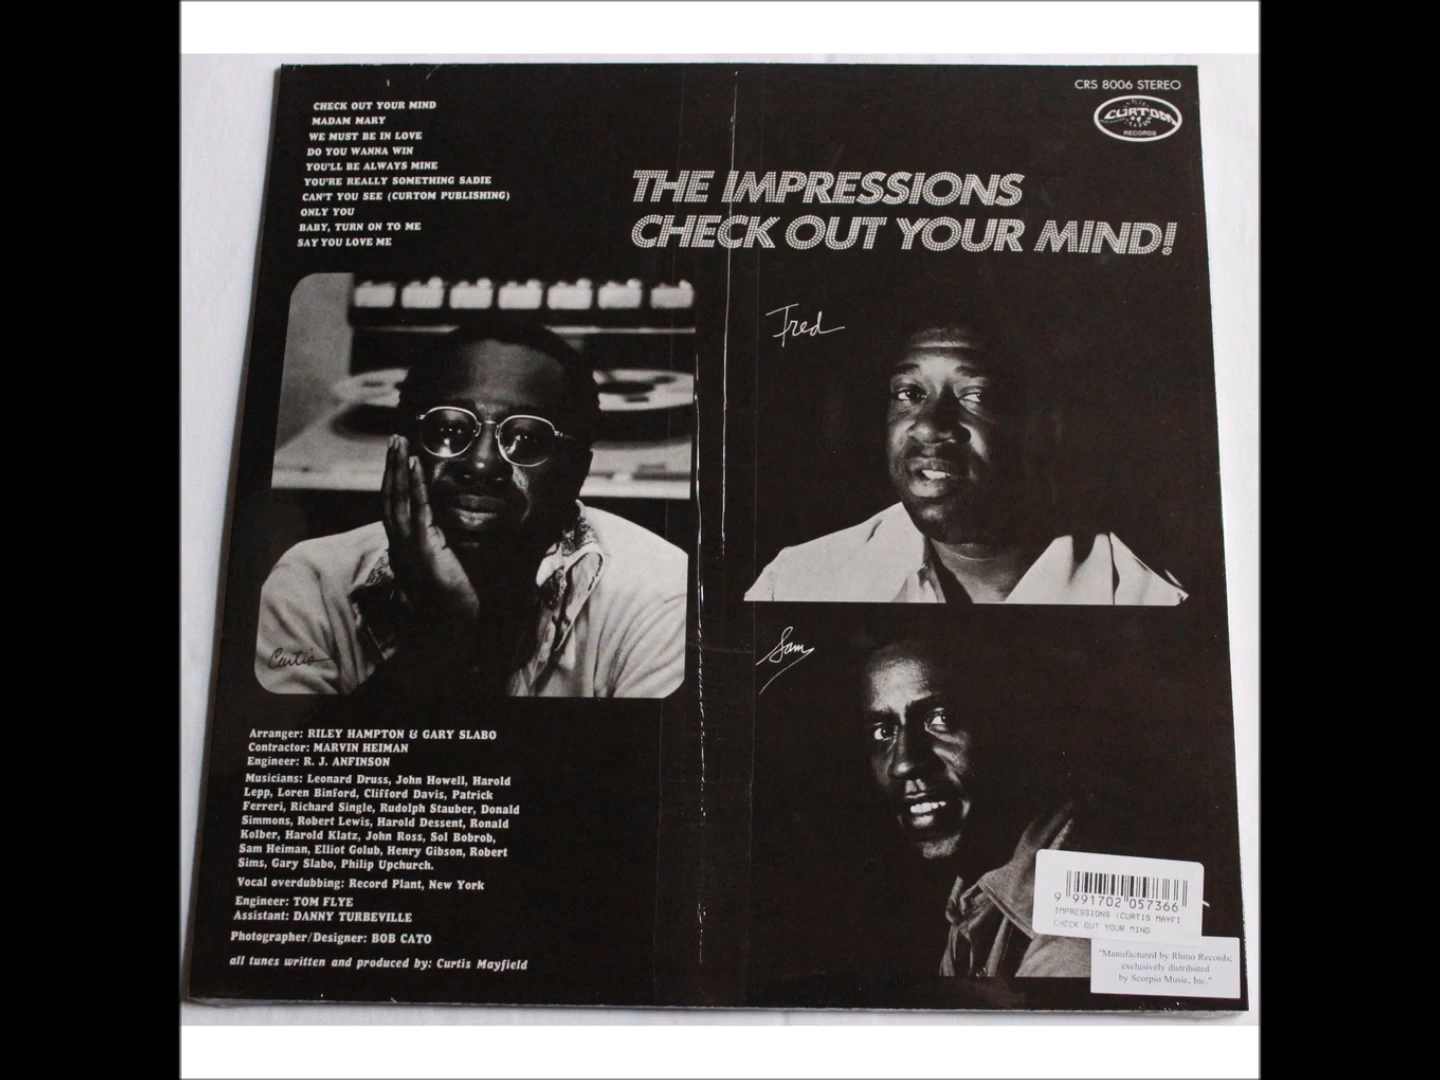 CHECK OUT YOUR MIND
MADAM MARY
WE MUST BE IN LOVE
DO YOU WANNA WIN
YOU'LL BE ALWAYS MINE
YOU'RE REALLY SOMETHING SADIE
CAN'T YOU SEE (CURTOM PUBLISHING)
ONLY YOU
BABY, TURN ON TO ME
SAY YOU LOVE ME
CRS 8006 STEREO
CURTOM
RECORDS
THE IMPRESSIONS
CHECK OUT YOUR MIND!
Curtis
Fred
Sam
Arranger: RILEY HAMPTON & GARY SLABO
Contractor: MARVIN HEIMAN
Engineer: R. J. ANFINSON
Musicians: Leonard Druss, John Howell, Harold
Lepp, Loren Binford, Clifford Davis, Patrick
Ferreri, Richard Single, Rudolph Stauber, Donald
Simmons, Robert Lewis, Harold Dessent, Ronald
Kolber, Harold Klatz, John Ross, Sol Bobrob,
Sam Heiman, Elliot Golub, Henry Gibson, Robert
Sims, Gary Slabo, Philip Upchurch.
Vocal overdubbing: Record Plant, New York
Engineer: TOM FLYE
Assistant: DANNY TURBEVILLE
Photographer/Designer: BOB CATO
all tunes written and produced by: Curtis Mayfield
9 991702 057366
IMPRESSIONS (CURTIS MAYFI
CHECK OUT YOUR MIND
"Manufactured by Rhino Records;
exclusively distributed
by Scorpio Music, Inc."